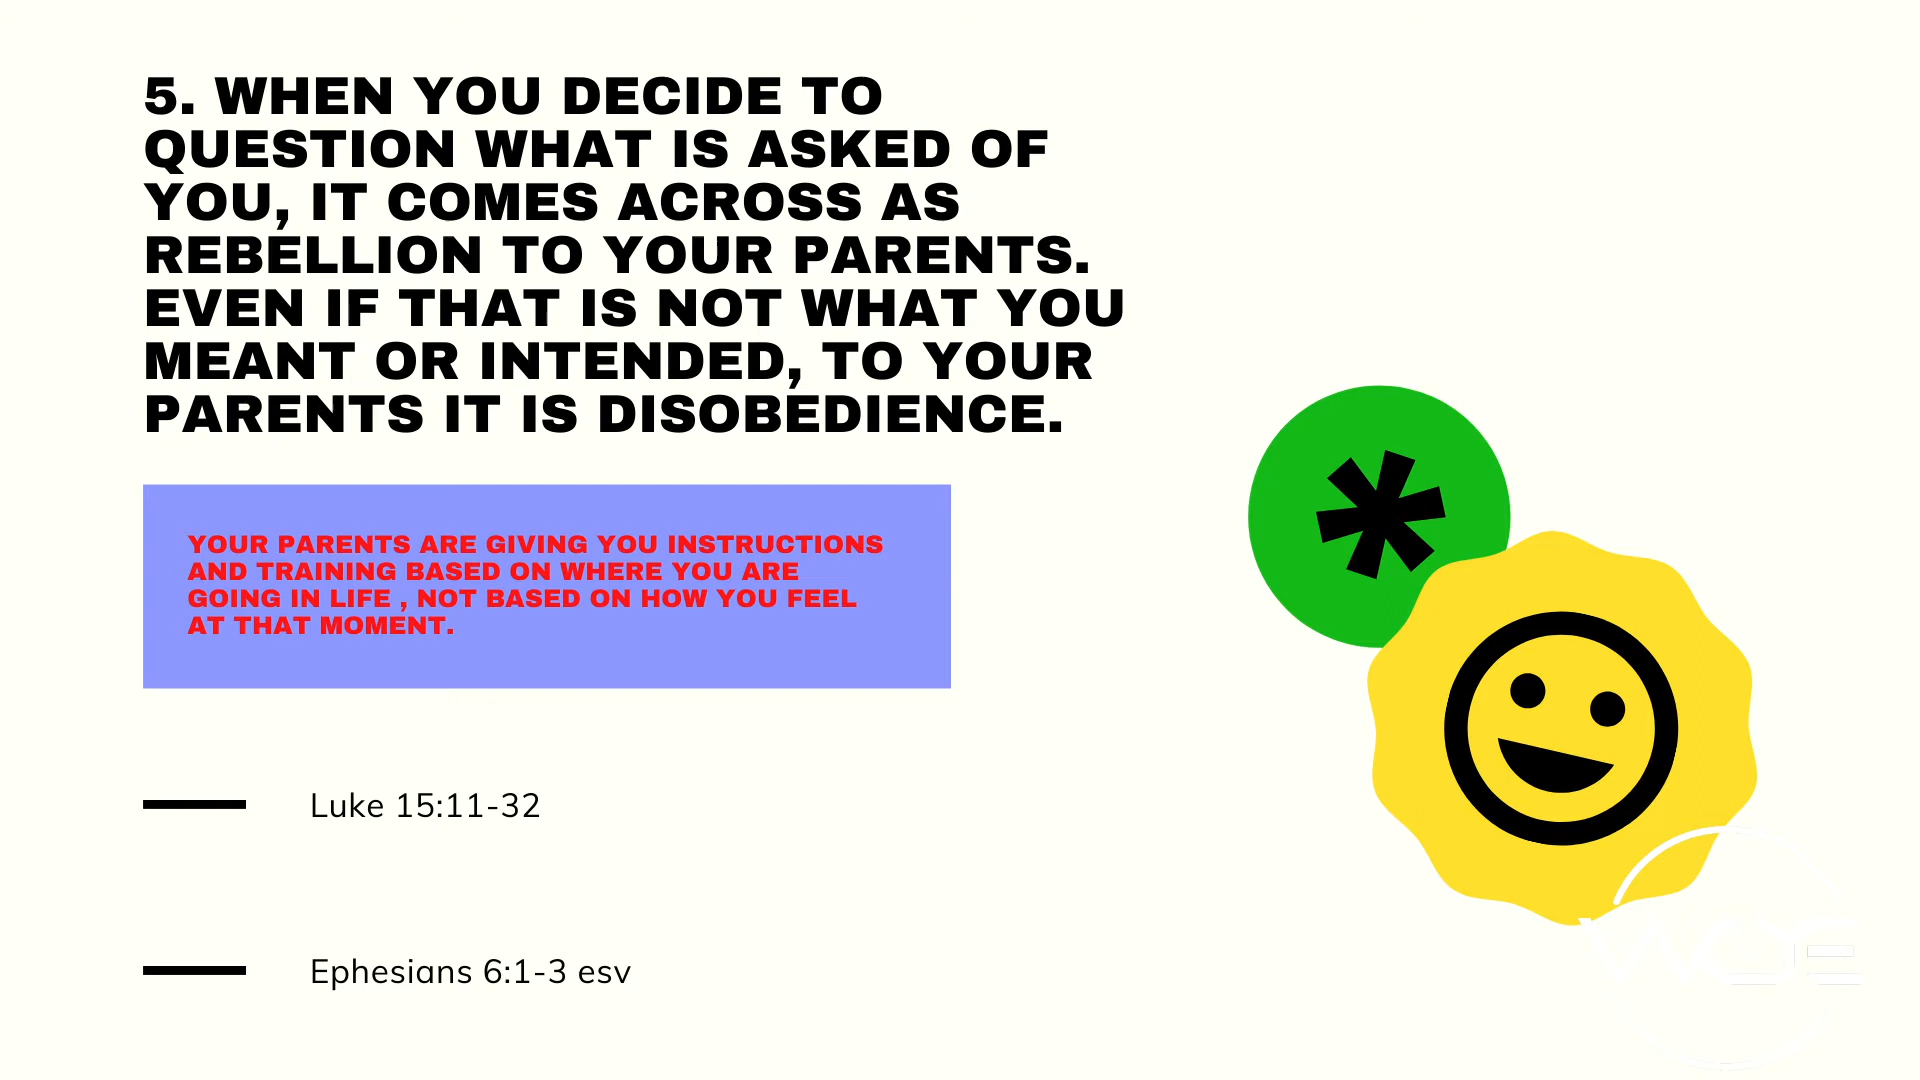 5. WHEN YOU DECIDE TO
QUESTION WHAT IS ASKED OF
YOU, IT COMES ACROSS AS
REBELLION TO YOUR PARENTS.
EVEN IF THAT IS NOT WHAT YOU
MEANT OR INTENDED, TO YOUR
PARENTS IT IS DISOBEDIENCE.
YOUR PARENTS ARE GIVING YOU INSTRUCTIONS
AND TRAINING BASED ON WHERE YOU ARE
GOING IN LIFE , NOT BASED ON HOW YOU FEEL
AT THAT MOMENT.
Luke 15:11-32
Ephesians 6:1-3 esv